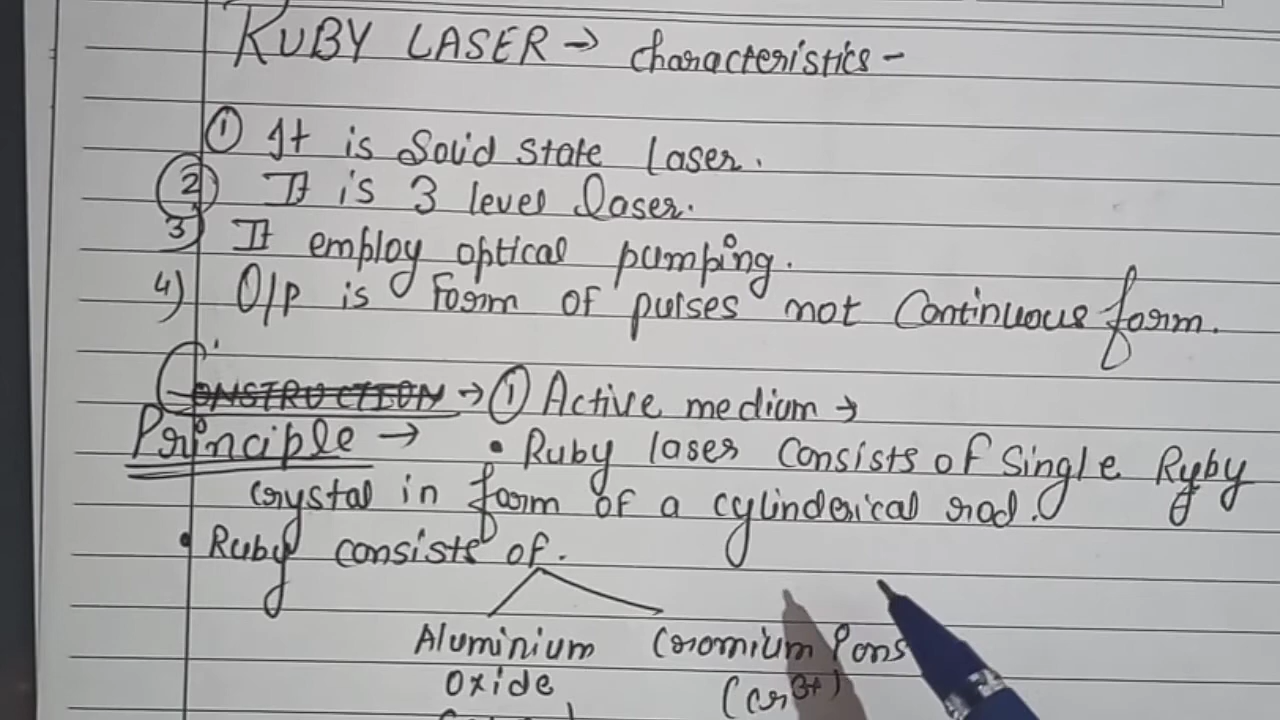 RUBY LASER → Characteristics -
① It is Solid State Laser.
② It is 3 level laser.
3) It employ optical pumping.
4) O/P is Form OF pulses not Continuous form.
CONSTRUCTION → ① Active medium →
Principle → • Ruby laser consists of Single Ryby
Crystal in form of a cylinderical rod.
• Ruby consists of.
Aluminium Cromium Ions
Oxide (Cr3+)